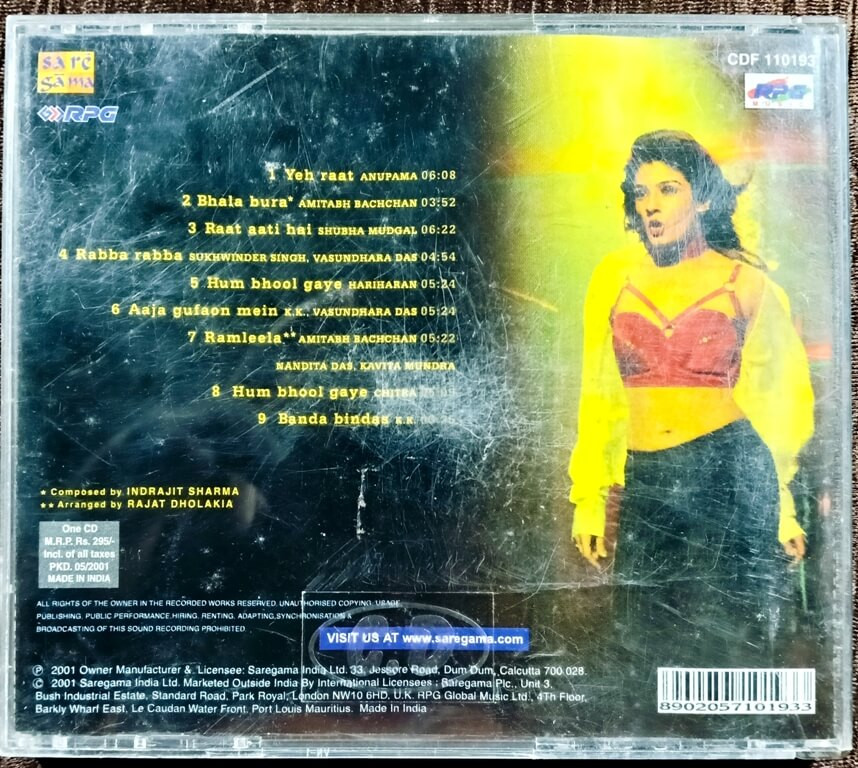 sa re
ga ma
RPG
CDF 110193
RPG
1 Yeh raat ANUPAMA 06:08
2 Bhala bura* AMITABH BACHCHAN 03:52
3 Raat aati hai SHUBHA MUDGAL 06:22
4 Rabba rabba SUKHWINDER SINGH, VASUNDHARA DAS 04:54
5 Hum bhool gaye HARIHARAN 05:24
6 Aaja gufaon mein K.K., VASUNDHARA DAS 05:24
7 Ramleela** AMITABH BACHCHAN 05:22
NANDITA DAS, KAVITA MUNDRA
8 Hum bhool gaye CHITRA
9 Banda bindas K.K.
* Composed by INDRAJIT SHARMA
** Arranged by RAJAT DHOLAKIA
One CD
M.R.P. Rs. 295/-
Incl. of all taxes
PKD. 05/2001
MADE IN INDIA
ALL RIGHTS OF THE OWNER IN THE RECORDED WORKS RESERVED. UNAUTHORISED COPYING, USAGE
PUBLISHING, PUBLIC PERFORMANCE,HIRING, RENTING, ADAPTING,SYNCHRONISATION &
BROADCASTING OF THIS SOUND RECORDING PROHIBITED
VISIT US AT www.saregama.com
℗ 2001 Owner Manufacturer & Licensee: Saregama India Ltd. 33, Jessore Road, Dum Dum, Calcutta 700 028.
© 2001 Saregama India Ltd. Marketed Outside India By International Licensees : Saregama Plc., Unit 3,
Bush Industrial Estate, Standard Road, Park Royal, London NW10 6HD, U.K. RPG Global Music Ltd., 4Th Floor,
Barkly Wharf East, Le Caudan Water Front, Port Louis Mauritius. Made In India
8902057101933